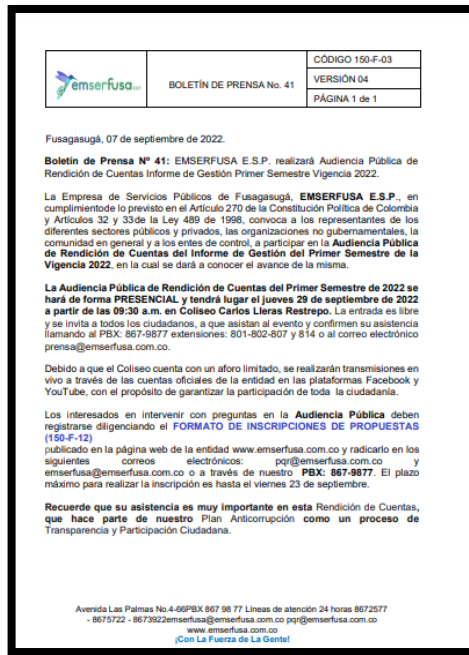 emserfusa ESP
BOLETÍN DE PRENSA No. 41
CÓDIGO 150-F-03
VERSIÓN 04
PÁGINA 1 de 1
Fusagasugá, 07 de septiembre de 2022.
Boletín de Prensa Nº 41: EMSERFUSA E.S.P. realizará Audiencia Pública de
Rendición de Cuentas Informe de Gestión Primer Semestre Vigencia 2022.
La Empresa de Servicios Públicos de Fusagasugá, EMSERFUSA E.S.P., en
cumplimientode lo previsto en el Artículo 270 de la Constitución Política de Colombia
y Artículos 32 y 33de la Ley 489 de 1998, convoca a los representantes de los
diferentes sectores públicos y privados, las organizaciones no gubernamentales, la
comunidad en general y a los entes de control, a participar en la Audiencia Pública
de Rendición de Cuentas del Informe de Gestión del Primer Semestre de la
Vigencia 2022, en la cual se dará a conocer el avance de la misma.
La Audiencia Pública de Rendición de Cuentas del Primer Semestre de 2022 se
hará de forma PRESENCIAL y tendrá lugar el jueves 29 de septiembre de 2022
a partir de las 09:30 a.m. en Coliseo Carlos Lleras Restrepo. La entrada es libre
y se invita a todos los ciudadanos, a que asistan al evento y confirmen su asistencia
llamando al PBX: 867-9877 extensiones: 801-802-807 y 814 o al correo electrónico
prensa@emserfusa.com.co.
Debido a que el Coliseo cuenta con un aforo limitado, se realizarán transmisiones en
vivo a través de las cuentas oficiales de la entidad en las plataformas Facebook y
YouTube, con el propósito de garantizar la participación de toda la ciudadanía.
Los interesados en intervenir con preguntas en la Audiencia Pública deben
registrarse diligenciando el FORMATO DE INSCRIPCIONES DE PROPUESTAS
(150-F-12)
publicado en la página web de la entidad www.emserfusa.com.co y radicarlo en los
siguientes correos electrónicos: pqr@emserfusa.com.co y
emserfusa@emserfusa.com.co o a través de nuestro PBX: 867-9877. El plazo
máximo para realizar la inscripción es hasta el viernes 23 de septiembre.
Recuerde que su asistencia es muy importante en esta Rendición de Cuentas,
que hace parte de nuestro Plan Anticorrupción como un proceso de
Transparencia y Participación Ciudadana.
Avenida Las Palmas No.4-66PBX 867 98 77 Líneas de atención 24 horas 8672577
- 8675722 - 8673922emserfusa@emserfusa.com.co pqr@emserfusa.com.co
www.emserfusa.com.co
¡Con La Fuerza de La Gente!